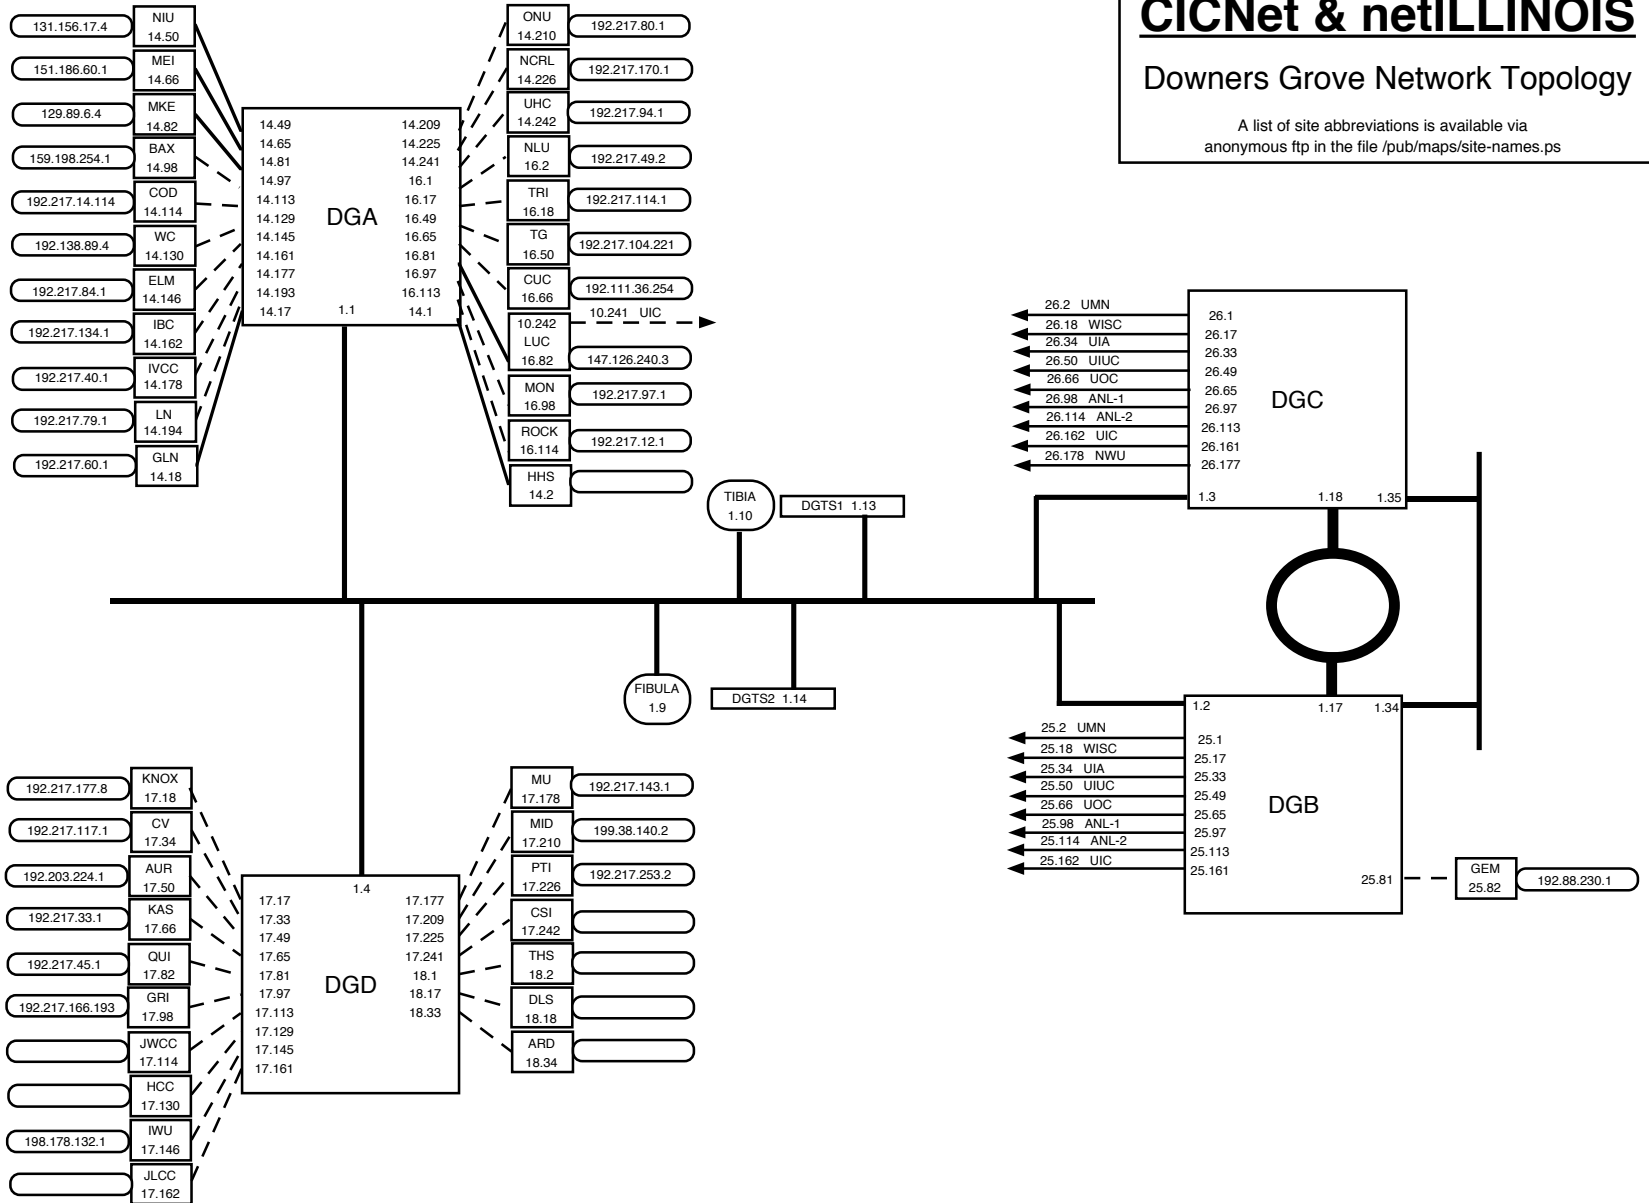 CICNet & netILLINOIS
Downers Grove Network Topology
A list of site abbreviations is available via
anonymous ftp in the file /pub/maps/site-names.ps
131.156.17.4
NIU
14.50
151.186.60.1
MEI
14.66
129.89.6.4
MKE
14.82
159.198.254.1
BAX
14.98
192.217.14.114
COD
14.114
192.138.89.4
WC
14.130
192.217.84.1
ELM
14.146
192.217.134.1
IBC
14.162
192.217.40.1
IVCC
14.178
192.217.79.1
LN
14.194
192.217.60.1
GLN
14.18
14.49
14.65
14.81
14.97
14.113
14.129
14.145
14.161
14.177
14.193
14.17
DGA
1.1
14.209
14.225
14.241
16.1
16.17
16.49
16.65
16.81
16.97
16.113
14.1
ONU
14.210
192.217.80.1
NCRL
14.226
192.217.170.1
UHC
14.242
192.217.94.1
NLU
16.2
192.217.49.2
TRI
16.18
192.217.114.1
TG
16.50
192.217.104.221
CUC
16.66
192.111.36.254
10.242
LUC
16.82
10.241 UIC
147.126.240.3
MON
16.98
192.217.97.1
ROCK
16.114
192.217.12.1
HHS
14.2
TIBIA
1.10
DGTS1 1.13
FIBULA
1.9
DGTS2 1.14
26.2 UMN
26.18 WISC
26.34 UIA
26.50 UIUC
26.66 UOC
26.98 ANL-1
26.114 ANL-2
26.162 UIC
26.178 NWU
26.1
26.17
26.33
26.49
26.65
26.97
26.113
26.161
26.177
DGC
1.3
1.18
1.35
1.2
1.17
1.34
25.2 UMN
25.18 WISC
25.34 UIA
25.50 UIUC
25.66 UOC
25.98 ANL-1
25.114 ANL-2
25.162 UIC
25.1
25.17
25.33
25.49
25.65
25.97
25.113
25.161
DGB
25.81
GEM
25.82
192.88.230.1
192.217.177.8
KNOX
17.18
192.217.117.1
CV
17.34
192.203.224.1
AUR
17.50
192.217.33.1
KAS
17.66
192.217.45.1
QUI
17.82
192.217.166.193
GRI
17.98
JWCC
17.114
HCC
17.130
198.178.132.1
IWU
17.146
JLCC
17.162
1.4
17.17
17.33
17.49
17.65
17.81
17.97
17.113
17.129
17.145
17.161
DGD
17.177
17.209
17.225
17.241
18.1
18.17
18.33
MU
17.178
192.217.143.1
MID
17.210
199.38.140.2
PTI
17.226
192.217.253.2
CSI
17.242
THS
18.2
DLS
18.18
ARD
18.34